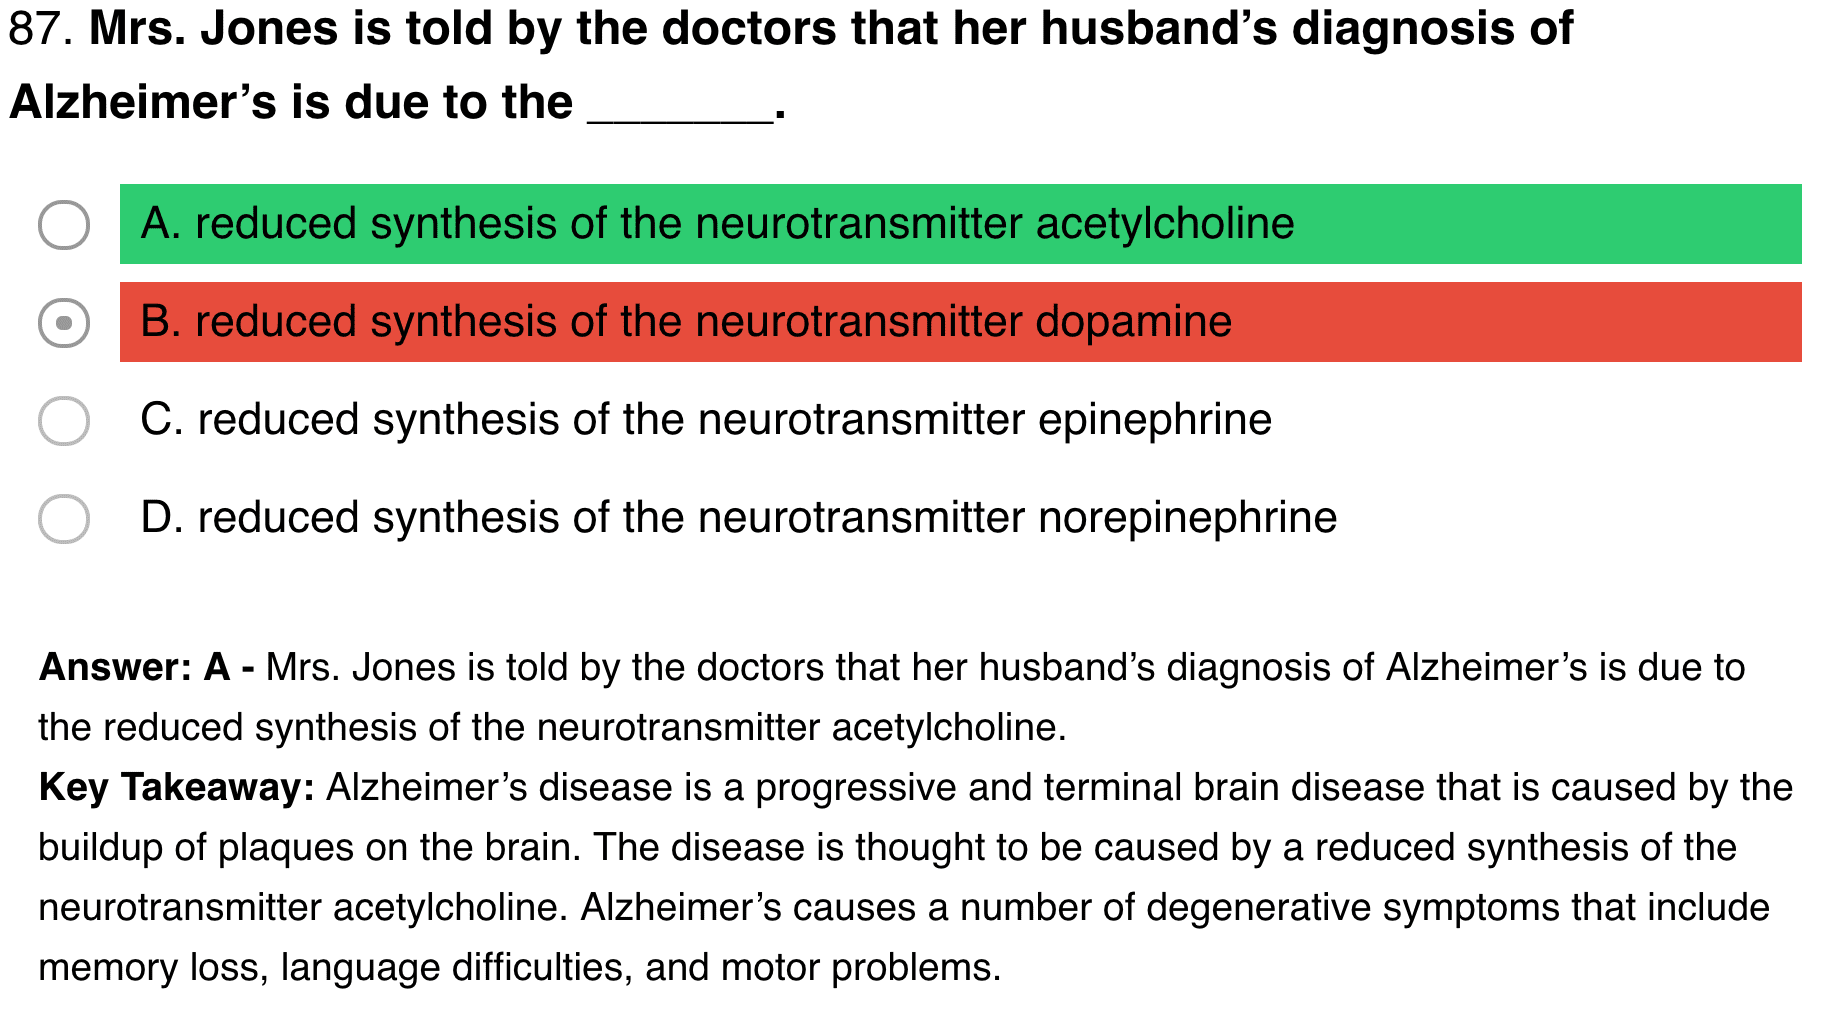 87. Mrs. Jones is told by the doctors that her husband’s diagnosis of
Alzheimer’s is due to the _______.
A. reduced synthesis of the neurotransmitter acetylcholine
B. reduced synthesis of the neurotransmitter dopamine
C. reduced synthesis of the neurotransmitter epinephrine
D. reduced synthesis of the neurotransmitter norepinephrine
Answer: A - Mrs. Jones is told by the doctors that her husband’s diagnosis of Alzheimer’s is due to
the reduced synthesis of the neurotransmitter acetylcholine.
Key Takeaway: Alzheimer’s disease is a progressive and terminal brain disease that is caused by the
buildup of plaques on the brain. The disease is thought to be caused by a reduced synthesis of the
neurotransmitter acetylcholine. Alzheimer’s causes a number of degenerative symptoms that include
memory loss, language difficulties, and motor problems.